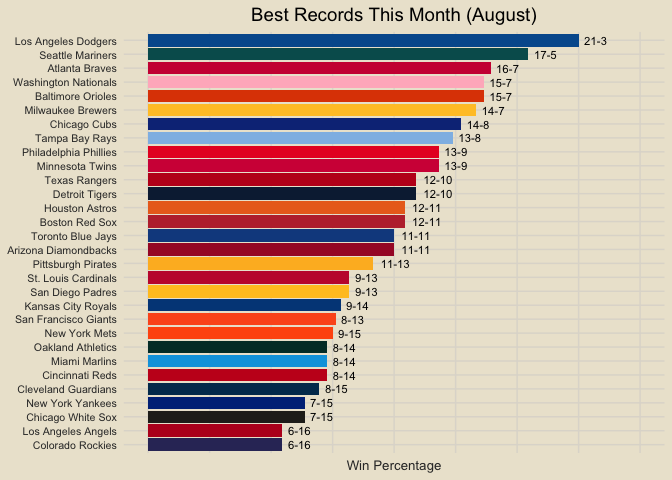 Best Records This Month (August)
Los Angeles Dodgers 21-3
Seattle Mariners 17-5
Atlanta Braves 16-7
Washington Nationals 15-7
Baltimore Orioles 15-7
Milwaukee Brewers 14-7
Chicago Cubs 14-8
Tampa Bay Rays 13-8
Philadelphia Phillies 13-9
Minnesota Twins 13-9
Texas Rangers 12-10
Detroit Tigers 12-10
Houston Astros 12-11
Boston Red Sox 12-11
Toronto Blue Jays 11-11
Arizona Diamondbacks 11-11
Pittsburgh Pirates 11-13
St. Louis Cardinals 9-13
San Diego Padres 9-13
Kansas City Royals 9-14
San Francisco Giants 8-13
New York Mets 9-15
Oakland Athletics 8-14
Miami Marlins 8-14
Cincinnati Reds 8-14
Cleveland Guardians 8-15
New York Yankees 7-15
Chicago White Sox 7-15
Los Angeles Angels 6-16
Colorado Rockies 6-16
Win Percentage